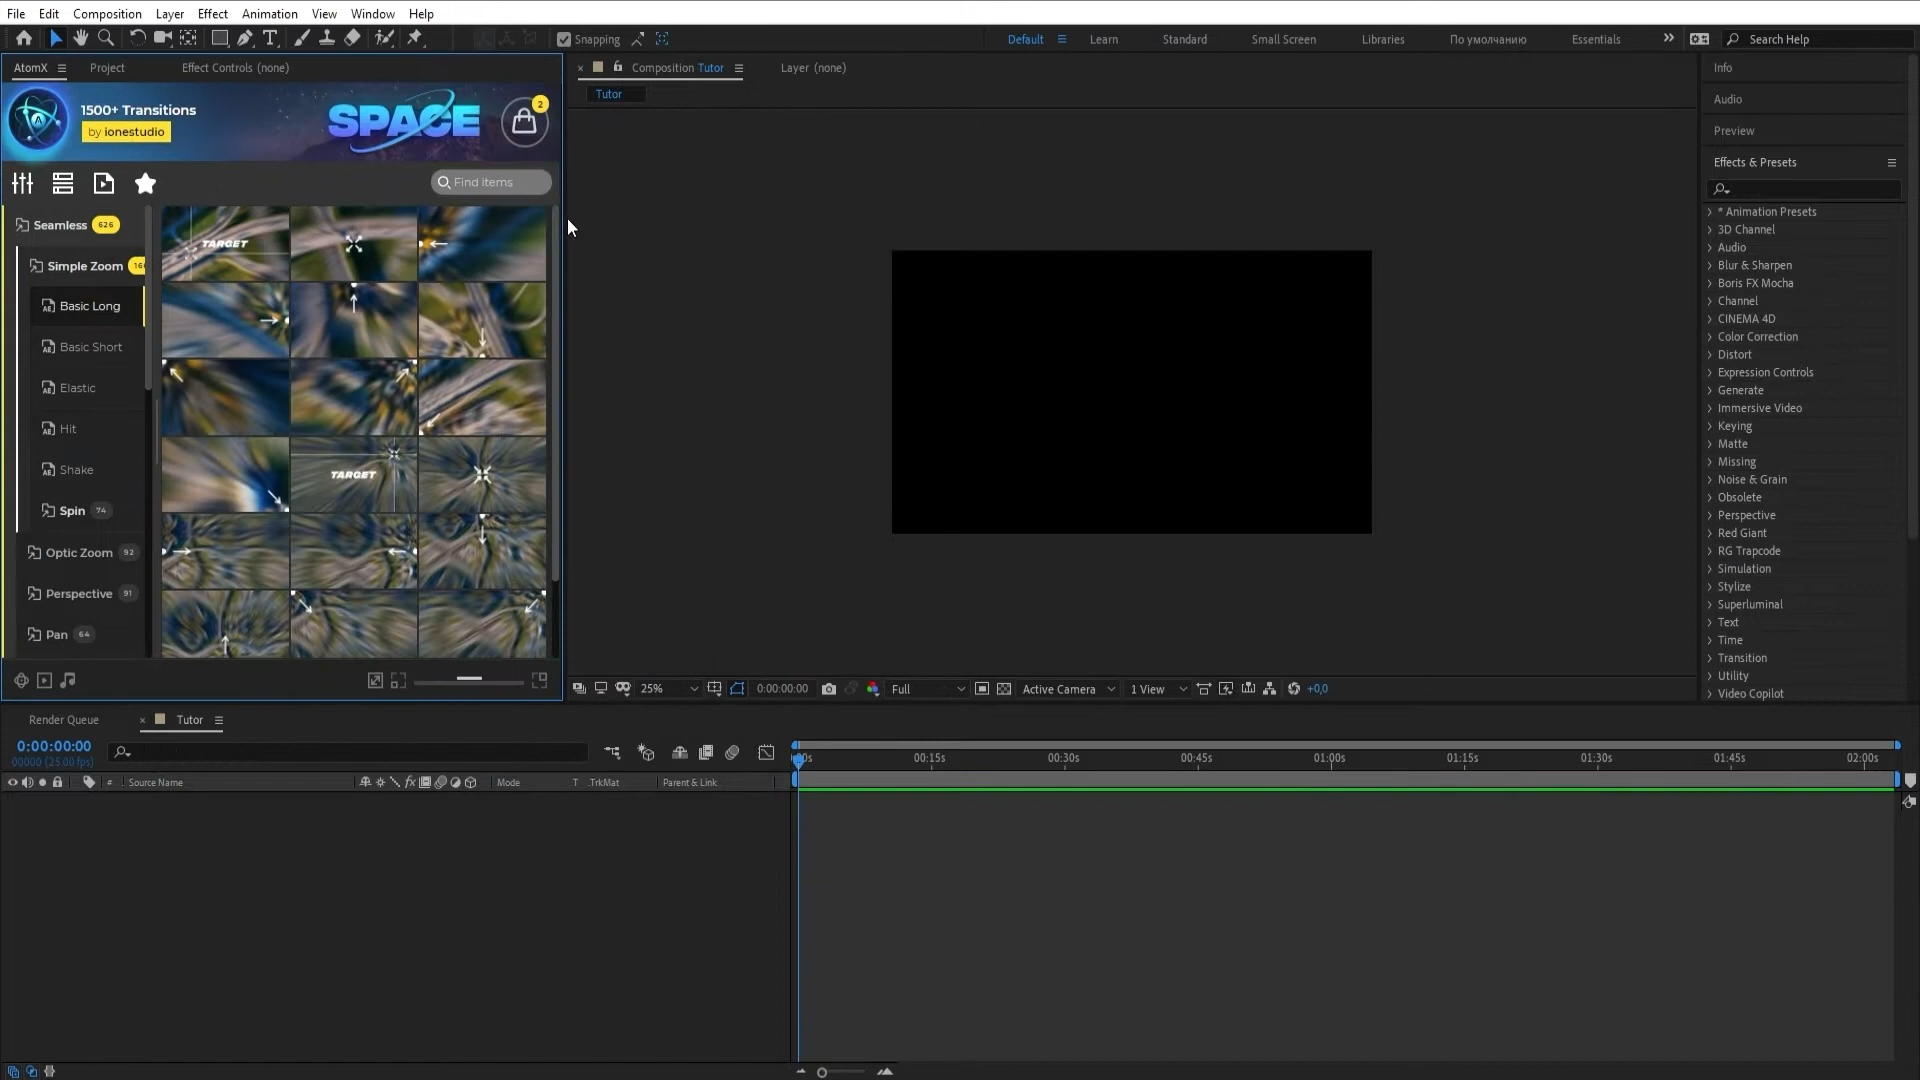 File Edit Composition Layer Effect Animation View Window Help
Snapping
Default Learn Standard Small Screen Libraries По умолчанию Essentials Search Help
AtomX Project Effect Controls (none)
1500+ Transitions
by ionestudio
SPACE
2
Find items
Seamless 626
Simple Zoom
Basic Long
Basic Short
Elastic
Hit
Shake
Spin 74
Optic Zoom 92
Perspective 91
Pan 64
TARGET
TARGET
Composition Tutor Layer (none)
Tutor
25% 0:00:00:00 Full Active Camera 1 View +0,0
Info
Audio
Preview
Effects & Presets
* Animation Presets
3D Channel
Audio
Blur & Sharpen
Boris FX Mocha
Channel
CINEMA 4D
Color Correction
Distort
Expression Controls
Generate
Immersive Video
Keying
Matte
Missing
Noise & Grain
Obsolete
Perspective
Red Giant
RG Trapcode
Simulation
Stylize
Superluminal
Text
Time
Transition
Utility
Video Copilot
Render Queue Tutor
0:00:00:00
00000 (25.00 fps)
# Source Name fx Mode T .TrkMat Parent & Link
00:15s 00:30s 00:45s 01:00s 01:15s 01:30s 01:45s 02:00s